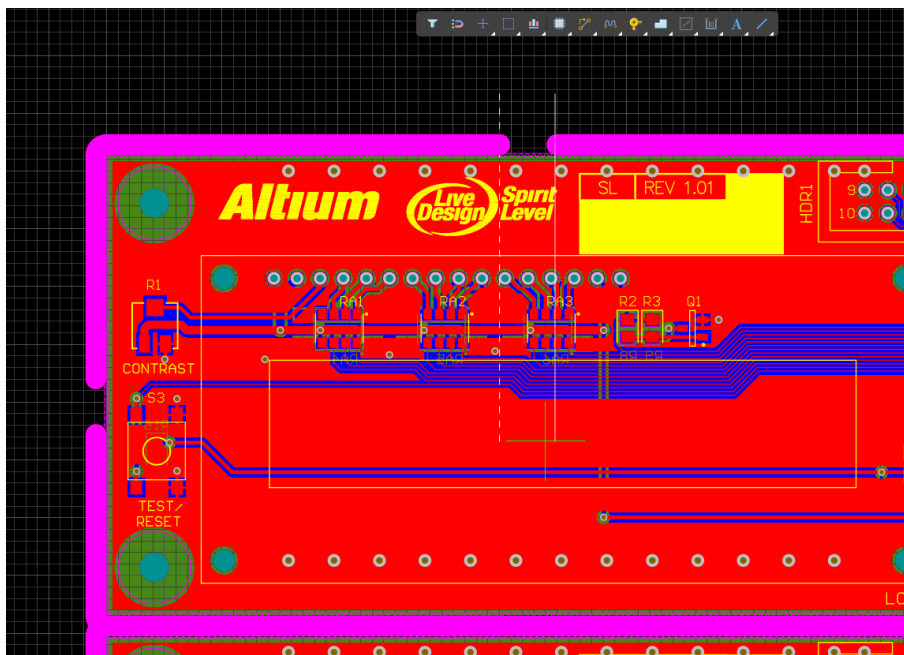 Altium Live Design Spirit Level
SL REV 1.01
HDR1
9
10
R1
RA1
RA2
RA3
R2
R3
Q1
CONTRAST
S3
TEST/
RESET
LC